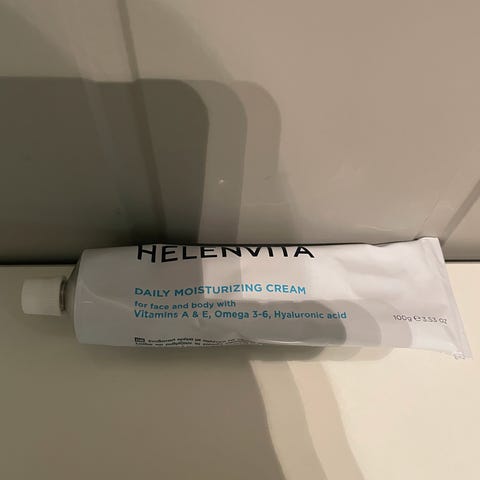 HELENVITA
DAILY MOISTURIZING CREAM
for face and body with
Vitamins A & E, Omega 3-6, Hyaluronic acid
100g ℮ 3.53 oz